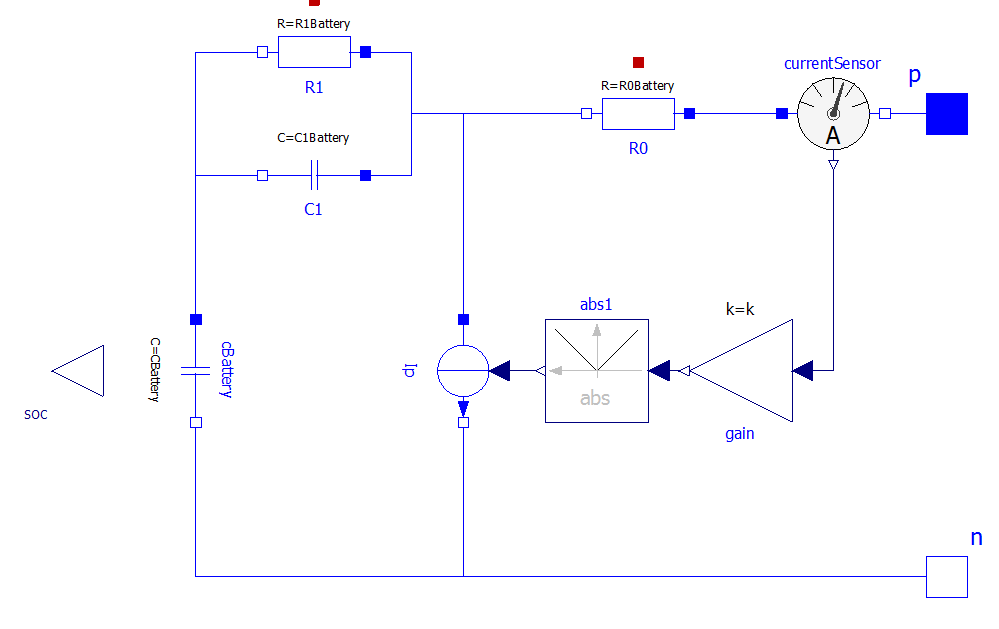 R=R1Battery
R1
currentSensor
p
R=R0Battery
A
C=C1Battery
R0
C1
abs1
k=k
C=CBattery
cBattery
Ip
abs
soc
gain
n